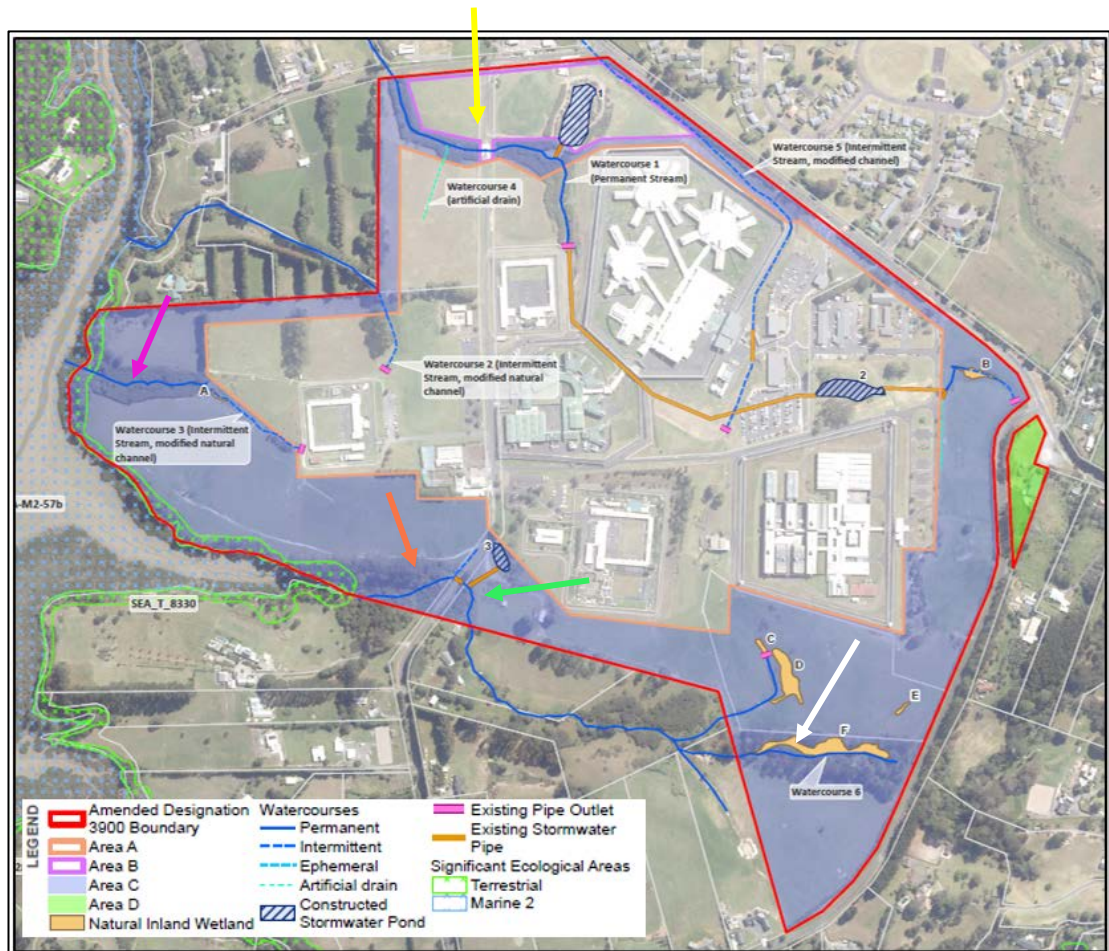 1
Watercourse 5 (Intermittent
Stream, modified channel)
Watercourse 1
(Permanent Stream)
Watercourse 4
(artificial drain)
B
2
Watercourse 2 (Intermittent
Stream, modified natural
channel)
A
Watercourse 3 (Intermittent
Stream, modified natural
channel)
A-M2-57b
3
SEA_T_8330
C
D
E
F
Watercourse 6
LEGEND
Amended Designation
3900 Boundary
Area A
Area B
Area C
Area D
Natural Inland Wetland
Watercourses
Permanent
Intermittent
Ephemeral
Artificial drain
Constructed
Stormwater Pond
Existing Pipe Outlet
Existing Stormwater
Pipe
Significant Ecological Areas
Terrestrial
Marine 2